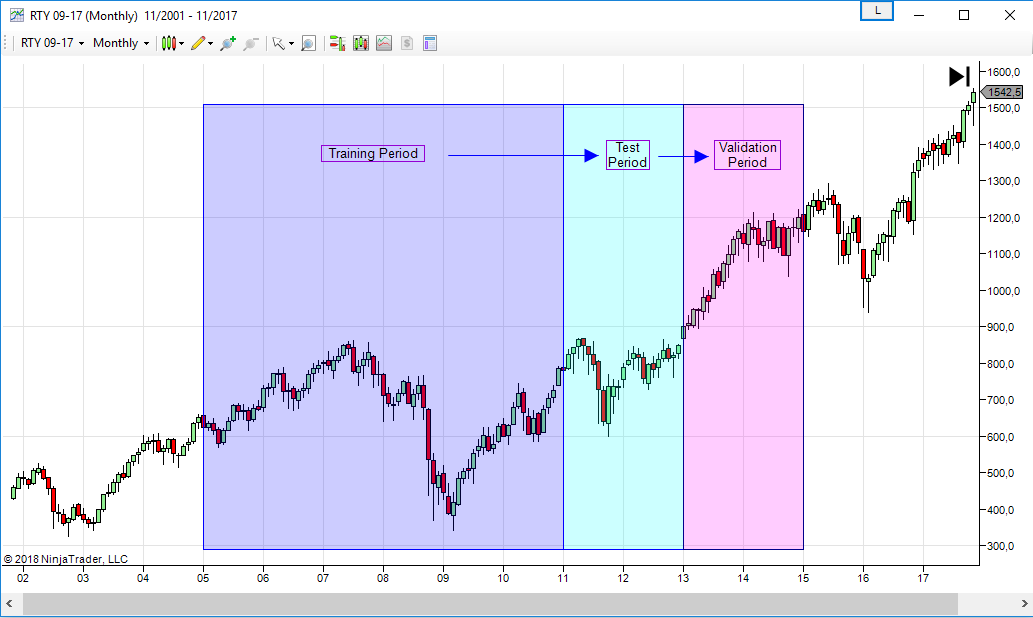 RTY 09-17 (Monthly) 11/2001 - 11/2017
L
RTY 09-17 Monthly
$
Training Period
Test
Period
Validation
Period
1600,0
1542,5
1500,0
1400,0
1300,0
1200,0
1100,0
1000,0
900,0
800,0
700,0
600,0
500,0
400,0
300,0
© 2018 NinjaTrader, LLC
02 03 04 05 06 07 08 09 10 11 12 13 14 15 16 17